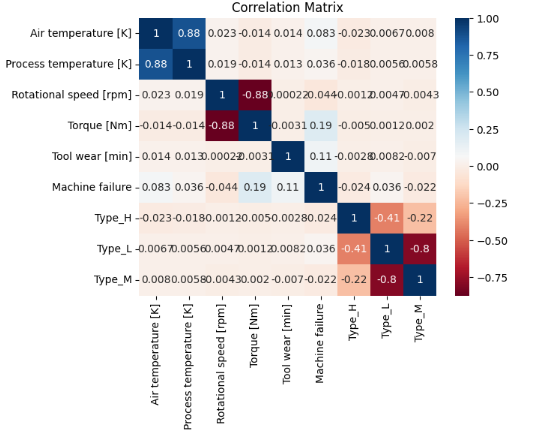 Correlation Matrix
Air temperature [K] 1 0.88 0.023 -0.014 0.014 0.083 -0.023 0.0067 0.008
Process temperature [K] 0.88 1 0.019 -0.014 0.013 0.036 -0.018 0.0056 0.0058
Rotational speed [rpm] 0.023 0.019 1 -0.88 0.00022 -0.044 -0.0012 0.0047 -0.0043
Torque [Nm] -0.014 -0.014 -0.88 1 0.0031 0.19 -0.005 0.0012 0.002
Tool wear [min] 0.014 0.013 0.00022 0.0031 1 0.11 -0.0028 0.0082 -0.007
Machine failure 0.083 0.036 -0.044 0.19 0.11 1 -0.024 0.036 -0.022
Type_H -0.023 -0.018 0.0012 -0.005 0.0028 0.024 1 -0.41 -0.22
Type_L 0.0067 0.0056 0.0047 0.0012 0.0082 0.036 -0.41 1 -0.8
Type_M 0.008 0.0058 0.0043 0.002 -0.007 -0.022 -0.22 -0.8 1
Air temperature [K]
Process temperature [K]
Rotational speed [rpm]
Torque [Nm]
Tool wear [min]
Machine failure
Type_H
Type_L
Type_M
1.00
0.75
0.50
0.25
0.00
−0.25
−0.50
−0.75